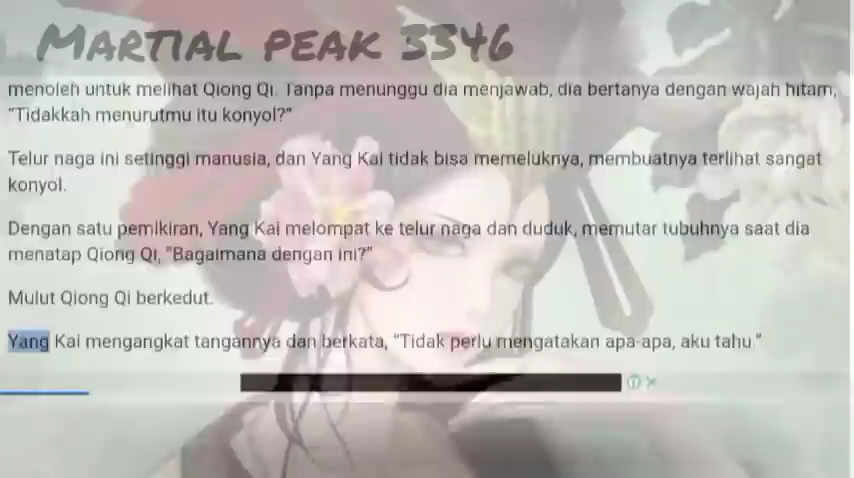 MARTIAL PEAK 3346
menoleh untuk melihat Qiong Qi. Tanpa menunggu dia menjawab, dia bertanya dengan wajah hitam,
"Tidakkah menurutmu itu konyol?"
Telur naga ini setinggi manusia, dan Yang Kai tidak bisa memeluknya, membuatnya terlihat sangat
konyol.
Dengan satu pemikiran, Yang Kai melompat ke telur naga dan duduk, memutar tubuhnya saat dia
menatap Qiong Qi, "Bagaimana dengan ini?"
Mulut Qiong Qi berkedut.
Yang Kai mengangkat tangannya dan berkata, "Tidak perlu mengatakan apa-apa, aku tahu."